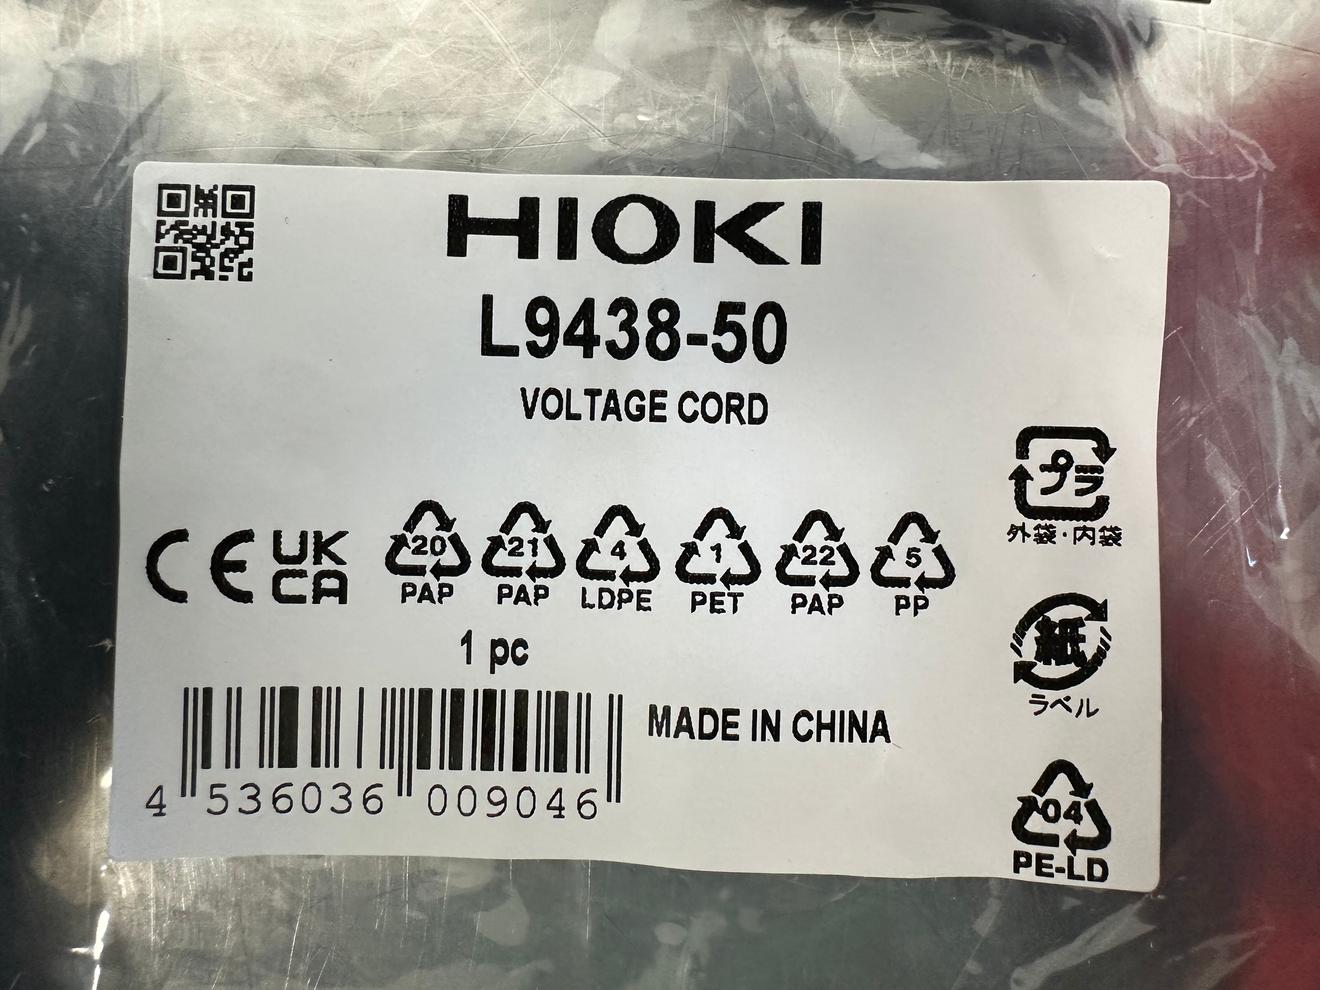 HIOKI
L9438-50
VOLTAGE CORD
プラ
外袋・内袋
CE UK CA 20 PAP 21 PAP 4 LDPE 1 PET 22 PAP 5 PP
紙
ラベル
1 pc
MADE IN CHINA
4 536036 009046
04
PE-LD